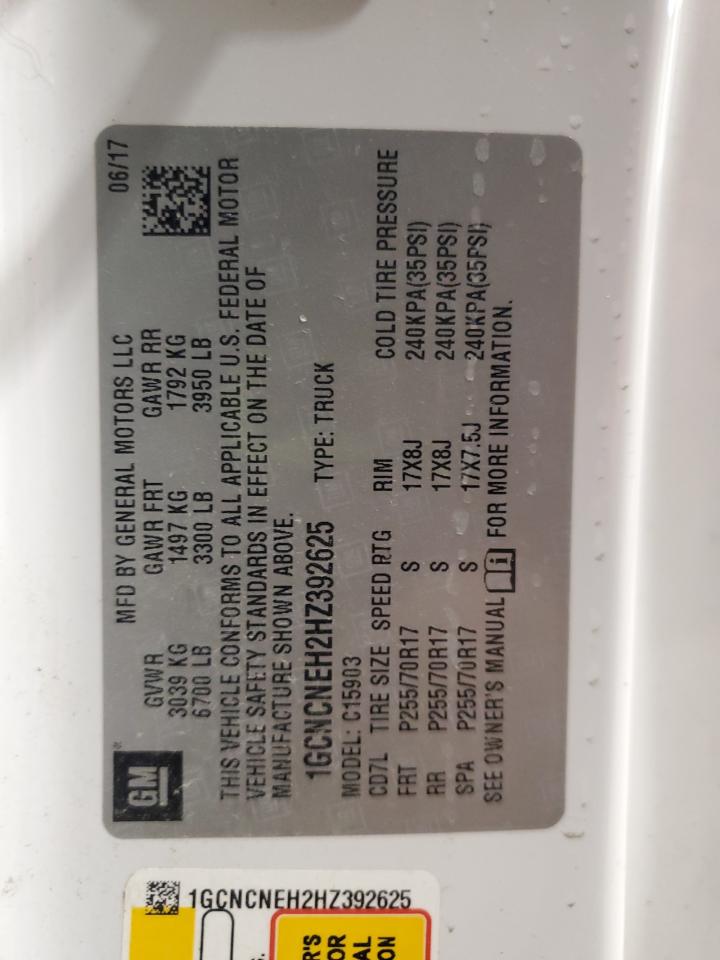 GM
MFD BY GENERAL MOTORS LLC 06/17
GVWR GAWR FRT GAWR RR
3039 KG 1497 KG 1792 KG
6700 LB 3300 LB 3950 LB
THIS VEHICLE CONFORMS TO ALL APPLICABLE U.S. FEDERAL MOTOR
VEHICLE SAFETY STANDARDS IN EFFECT ON THE DATE OF
MANUFACTURE SHOWN ABOVE.
1GCNCNEH2HZ392625 TYPE: TRUCK
MODEL: C15903
CD7L TIRE SIZE SPEED RTG RIM COLD TIRE PRESSURE
FRT P255/70R17 S 17X8J 240KPA(35PSI)
RR P255/70R17 S 17X8J 240KPA(35PSI)
SPA P255/70R17 S 17X7.5J 240KPA(35PSI)
SEE OWNER'S MANUAL i FOR MORE INFORMATION.
1GCNCNEH2HZ392625
R'S
OR
AL
ON
S.